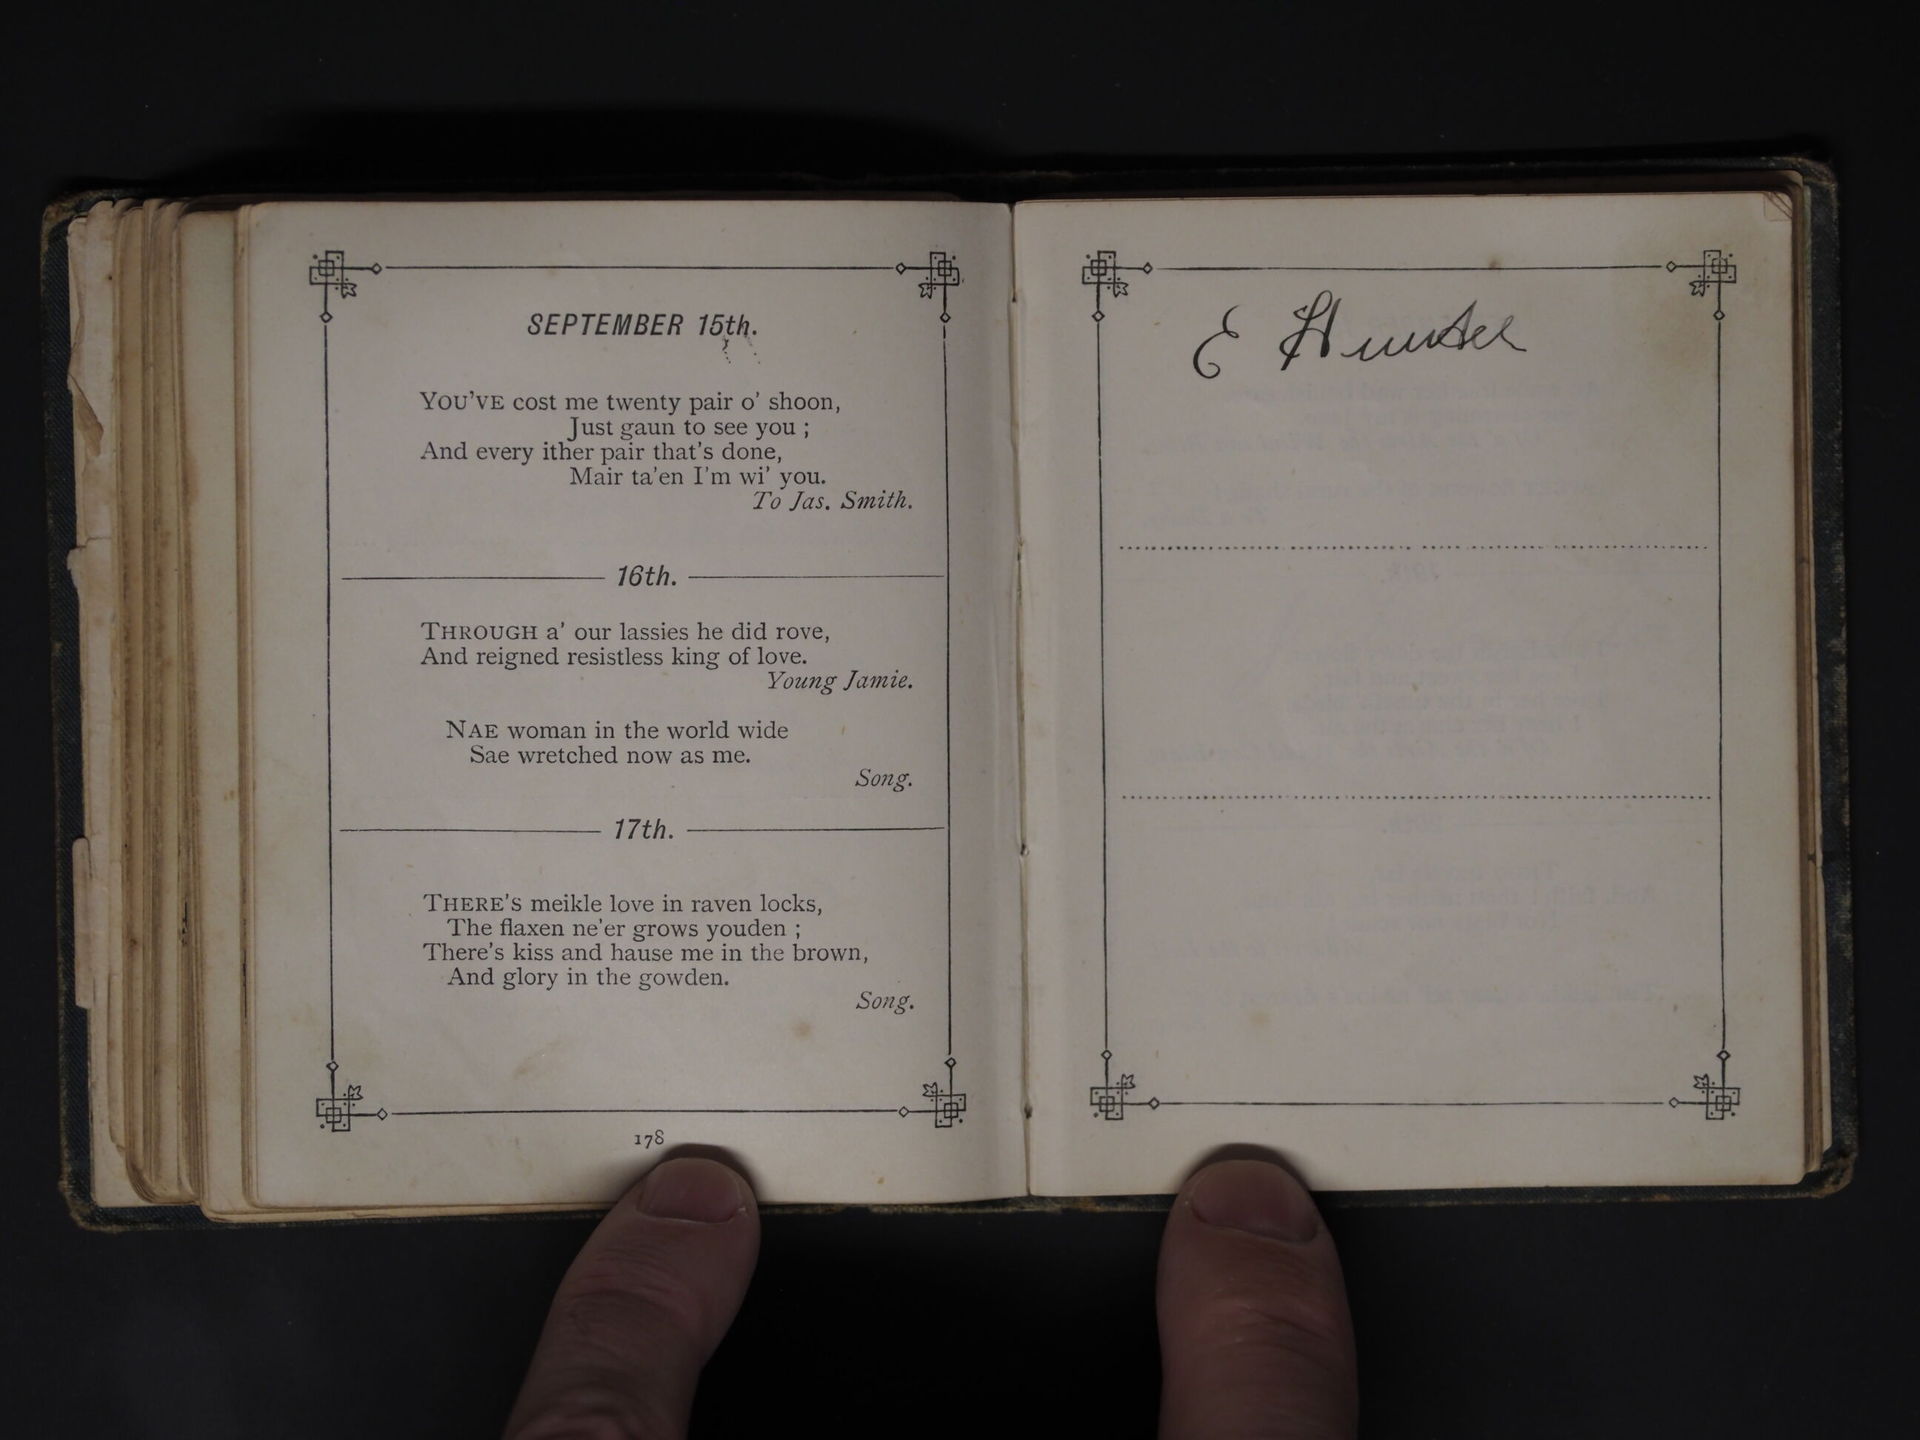 SEPTEMBER 15th.
YOU'VE cost me twenty pair o' shoon,
Just gaun to see you ;
And every ither pair that's done,
Mair ta'en I'm wi' you.
To Jas. Smith.
16th.
THROUGH a' our lassies he did rove,
And reigned resistless king of love.
Young Jamie.
NAE woman in the world wide
Sae wretched now as me.
Song.
17th.
THERE'S meikle love in raven locks,
The flaxen ne'er grows youden ;
There's kiss and hause me in the brown,
And glory in the gowden.
Song.
178
E Hunter